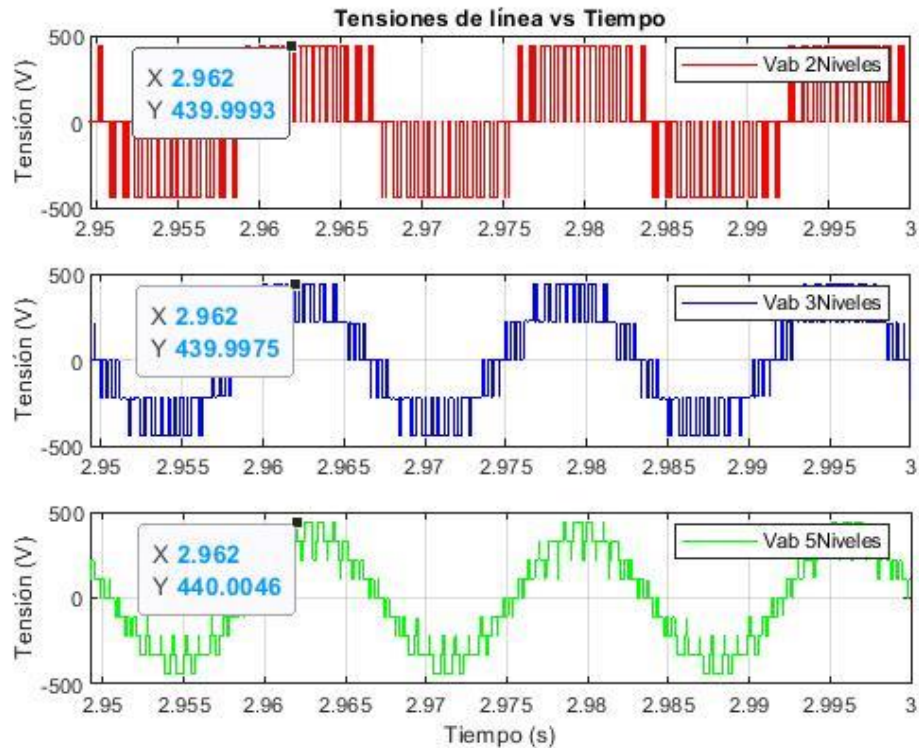 Tensiones de línea vs Tiempo
Tensión (V)
500
0
-500
X 2.962
Y 439.9993
Vab 2Niveles
2.95 2.955 2.96 2.965 2.97 2.975 2.98 2.985 2.99 2.995 3
Tensión (V)
500
0
-500
X 2.962
Y 439.9975
Vab 3Niveles
2.95 2.955 2.96 2.965 2.97 2.975 2.98 2.985 2.99 2.995 3
Tensión (V)
500
0
-500
X 2.962
Y 440.0046
Vab 5Niveles
2.95 2.955 2.96 2.965 2.97 2.975 2.98 2.985 2.99 2.995 3
Tiempo (s)